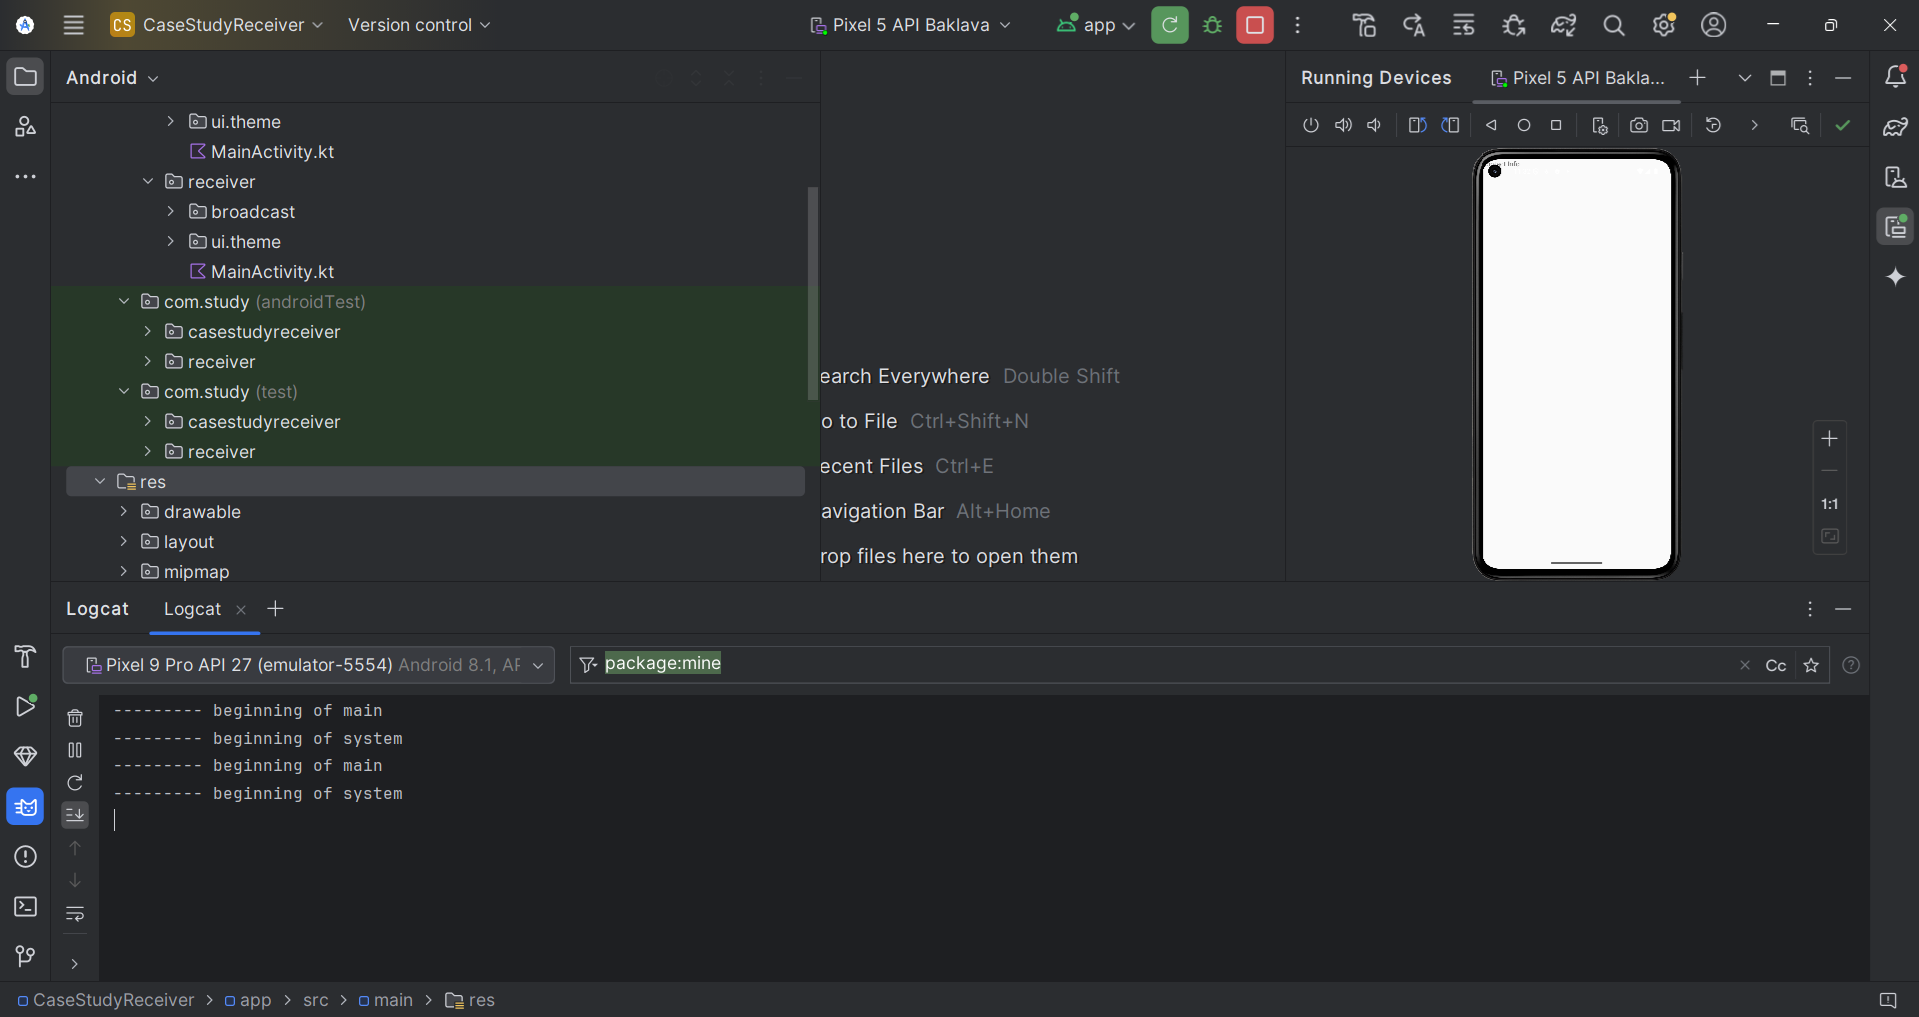 CS CaseStudyReceiver Version control Pixel 5 API Baklava app
Android
Running Devices Pixel 5 API Bakla...
ui.theme
MainActivity.kt
receiver
broadcast
ui.theme
MainActivity.kt
com.study (androidTest)
casestudyreceiver
receiver
com.study (test)
casestudyreceiver
receiver
res
drawable
layout
mipmap
earch Everywhere Double Shift
o to File Ctrl+Shift+N
ecent Files Ctrl+E
avigation Bar Alt+Home
rop files here to open them
1:1
Logcat Logcat
Pixel 9 Pro API 27 (emulator-5554) Android 8.1, AP
package:mine
Cc
--------- beginning of main
--------- beginning of system
--------- beginning of main
--------- beginning of system
CaseStudyReceiver > app > src > main > res